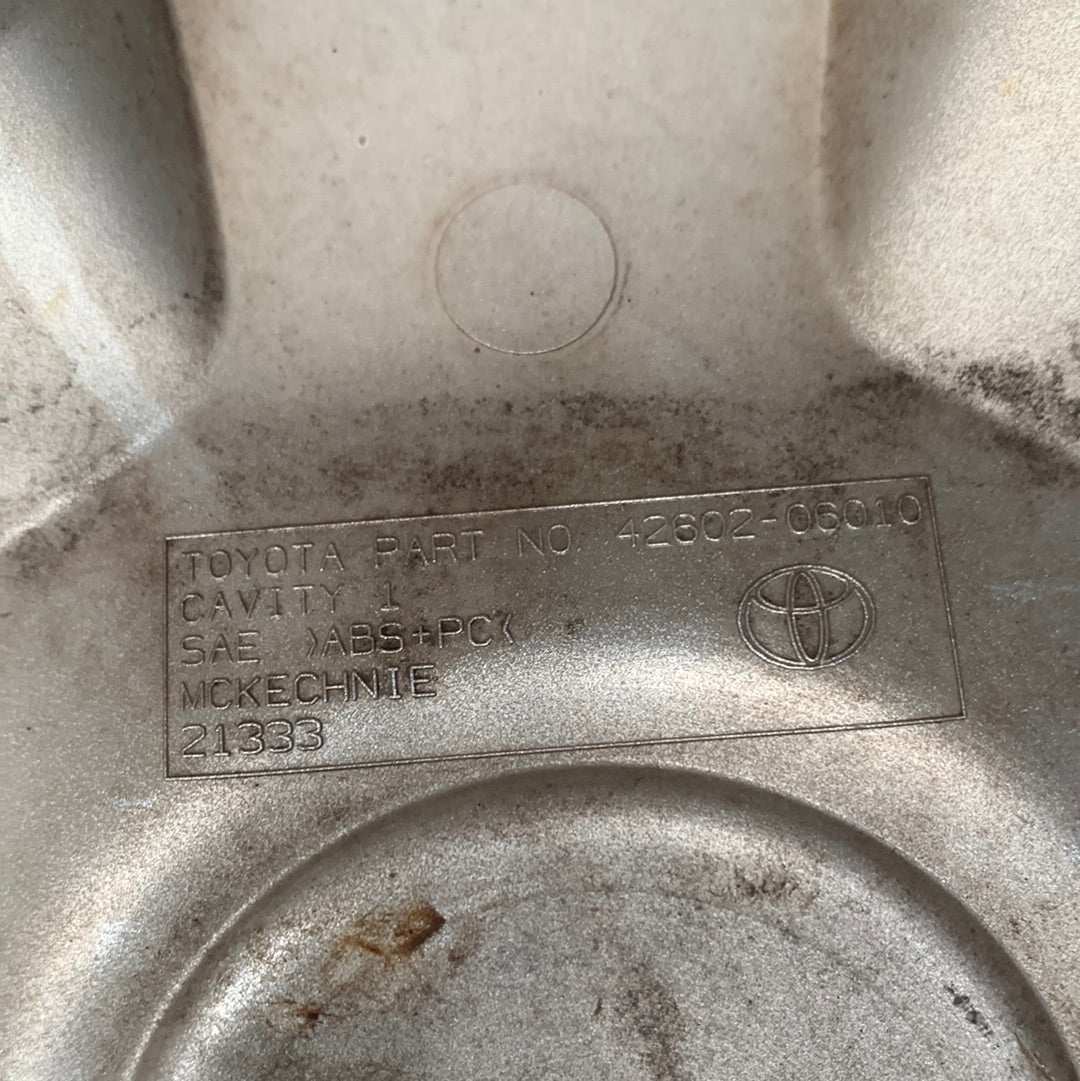 TOYOTA PART NO. 42602-06010
CAVITY 1
SAE >ABS+PC<
MCKECHNIE
21333